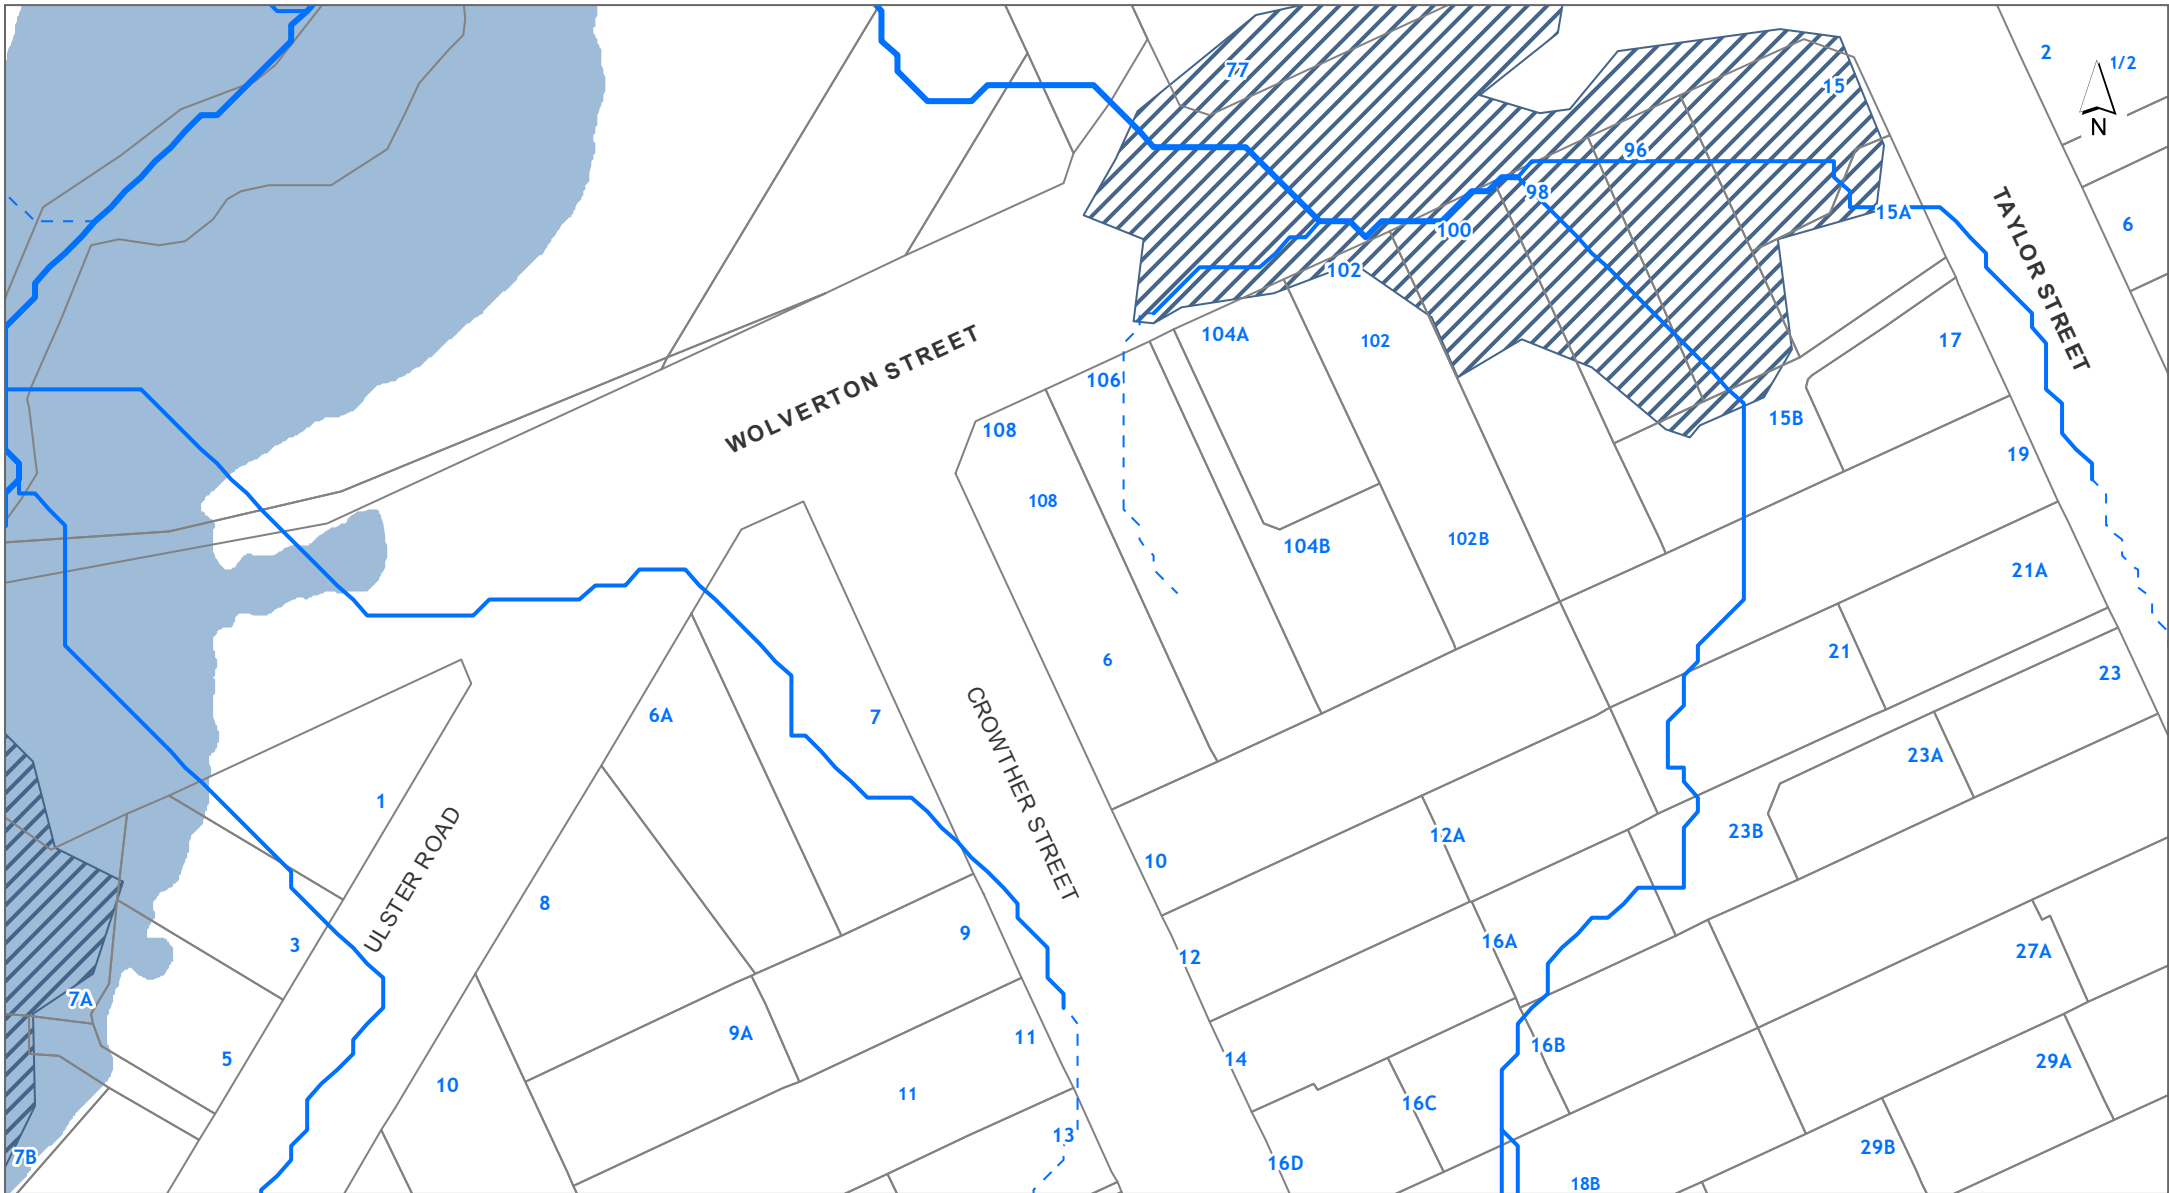 2
1/2
N
77
15
96
98
15A
100
102
TAYLOR STREET
6
104A
102
17
WOLVERTON STREET
106
108
15B
19
108
104B
102B
21A
6
21
23
6A
7
CROWTHER STREET
23A
1
12A
23B
10
ULSTER ROAD
8
9
12
16A
27A
3
7A
9A
11
14
16B
5
29A
10
11
16C
13
29B
7B
16D
18B